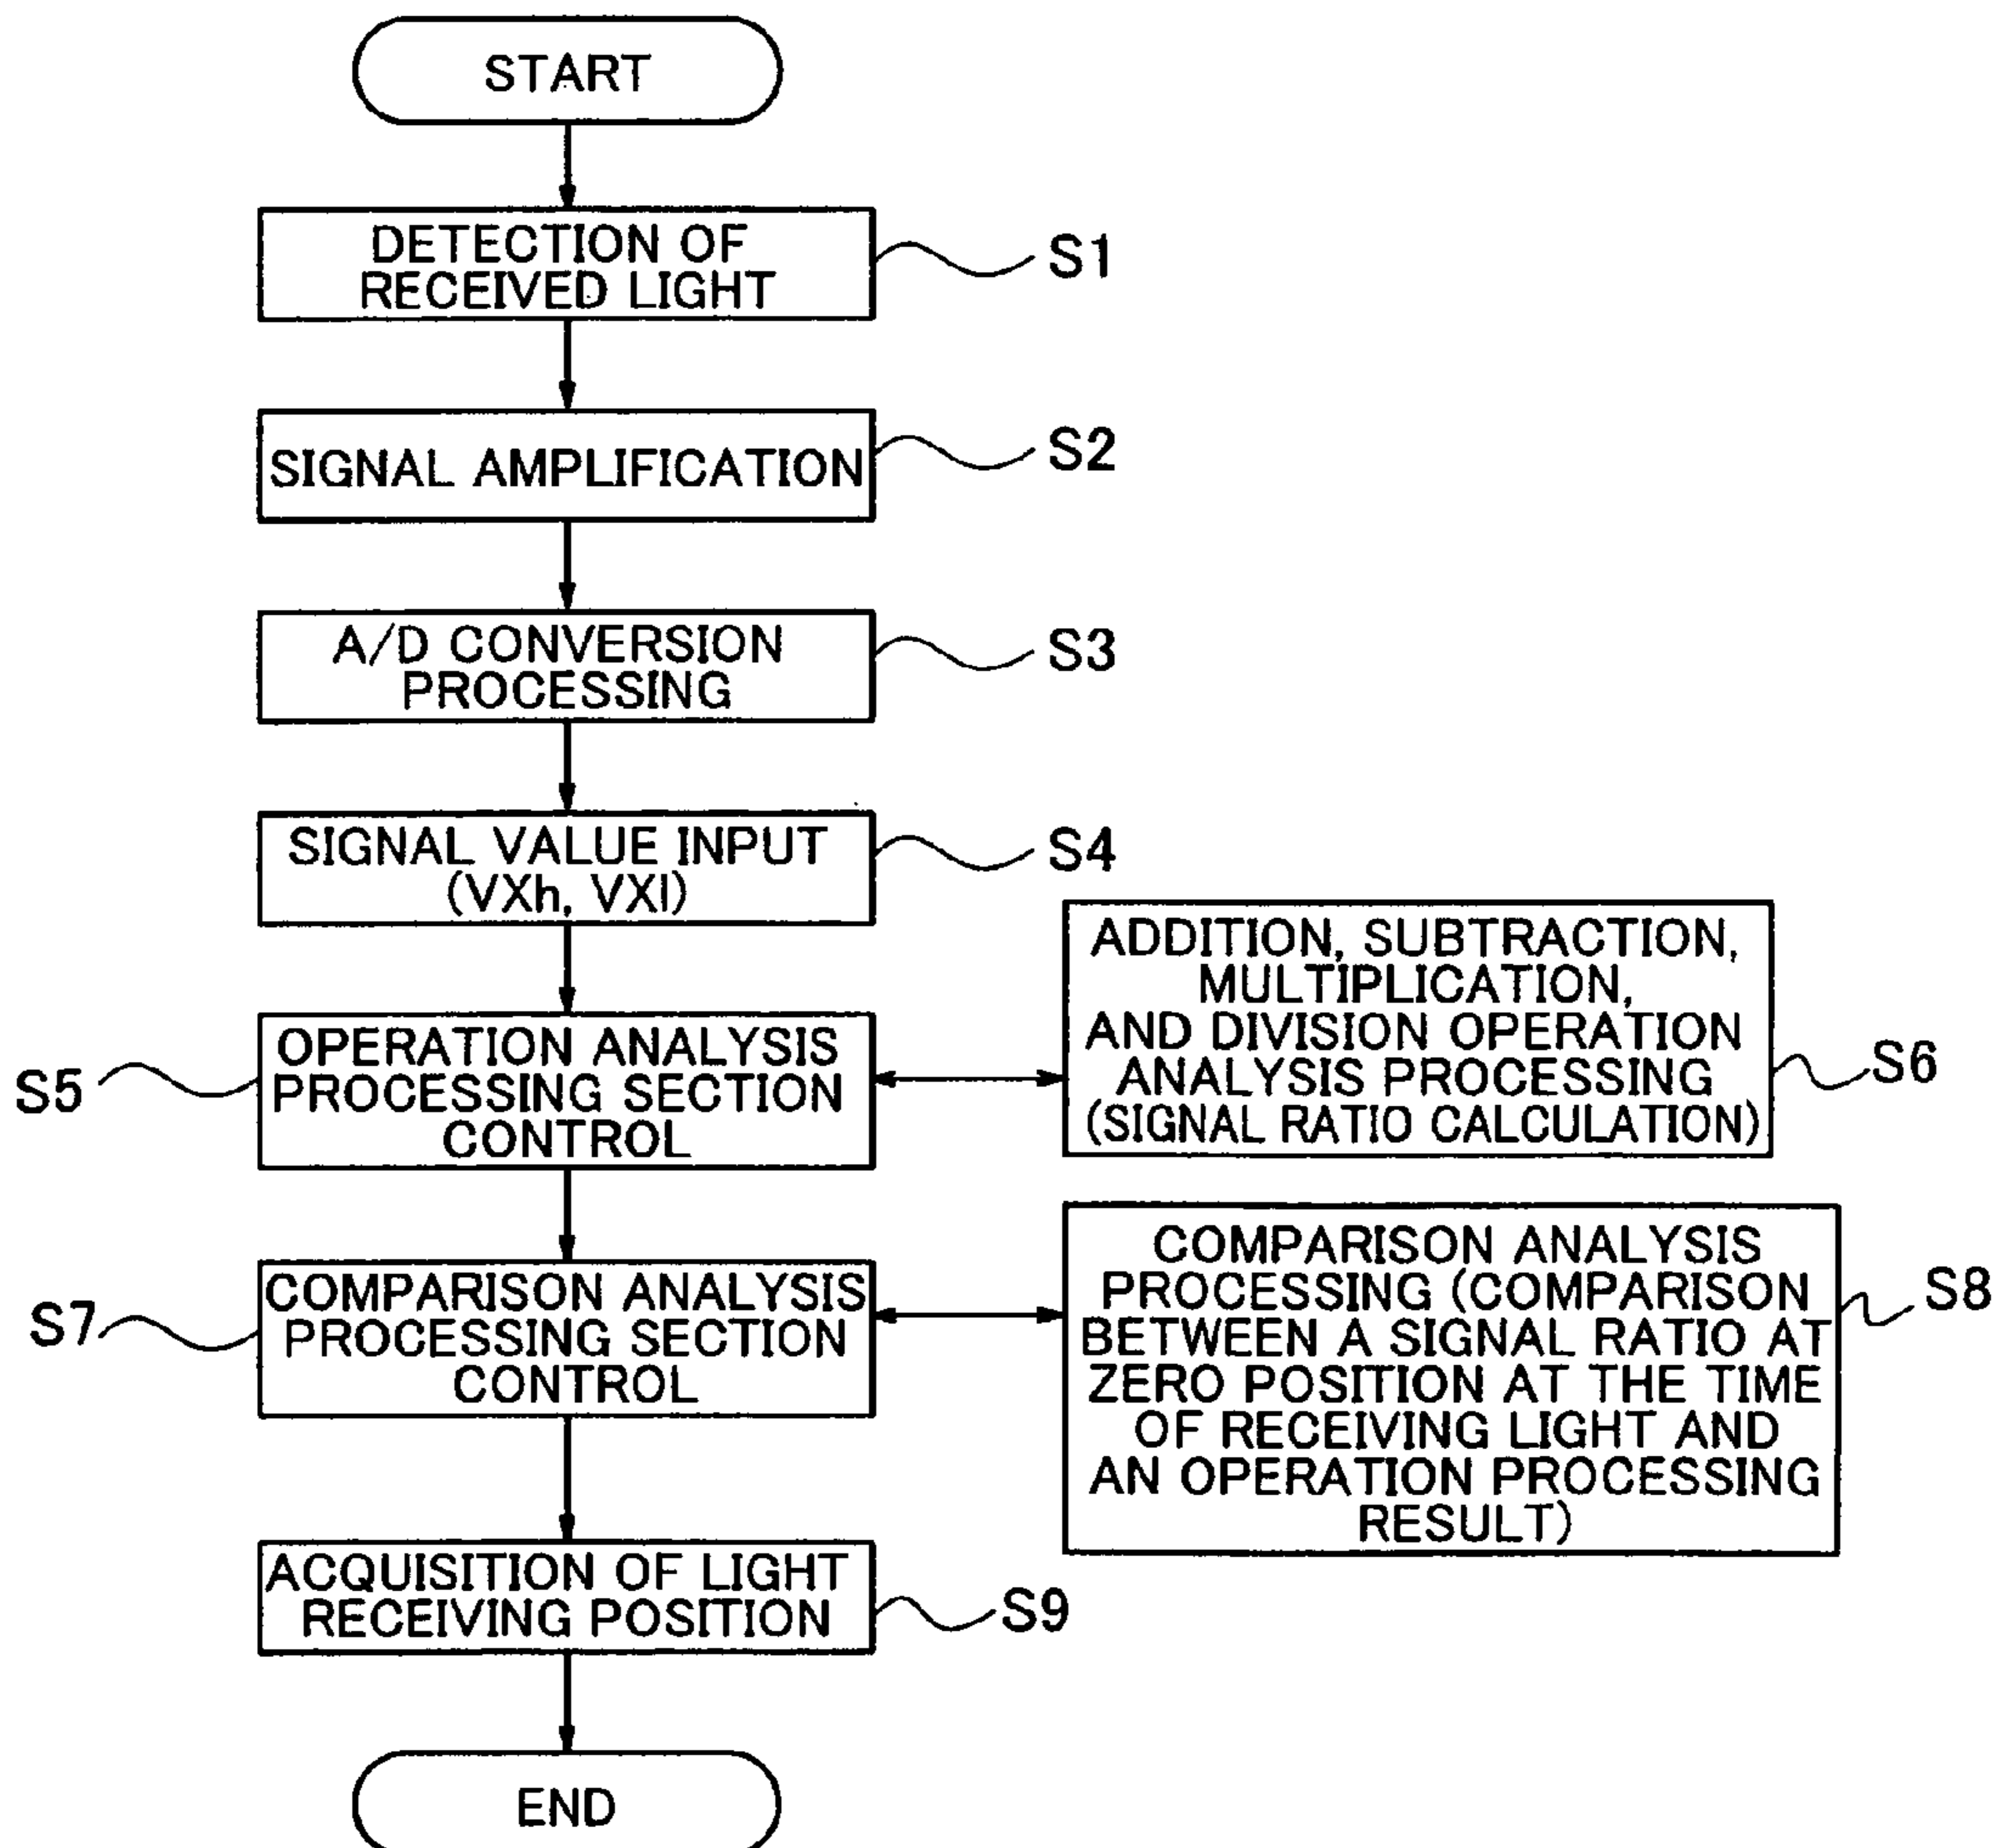 START
DETECTION OF
RECEIVED LIGHT
S1
SIGNAL AMPLIFICATION
S2
A/D CONVERSION
PROCESSING
S3
SIGNAL VALUE INPUT
(VXh, VXl)
S4
OPERATION ANALYSIS
PROCESSING SECTION
CONTROL
S5
ADDITION, SUBTRACTION,
MULTIPLICATION,
AND DIVISION OPERATION
ANALYSIS PROCESSING
(SIGNAL RATIO CALCULATION)
S6
COMPARISON ANALYSIS
PROCESSING SECTION
CONTROL
S7
COMPARISON ANALYSIS
PROCESSING (COMPARISON
BETWEEN A SIGNAL RATIO AT
ZERO POSITION AT THE TIME
OF RECEIVING LIGHT AND
AN OPERATION PROCESSING
RESULT)
S8
ACQUISITION OF LIGHT
RECEIVING POSITION
S9
END